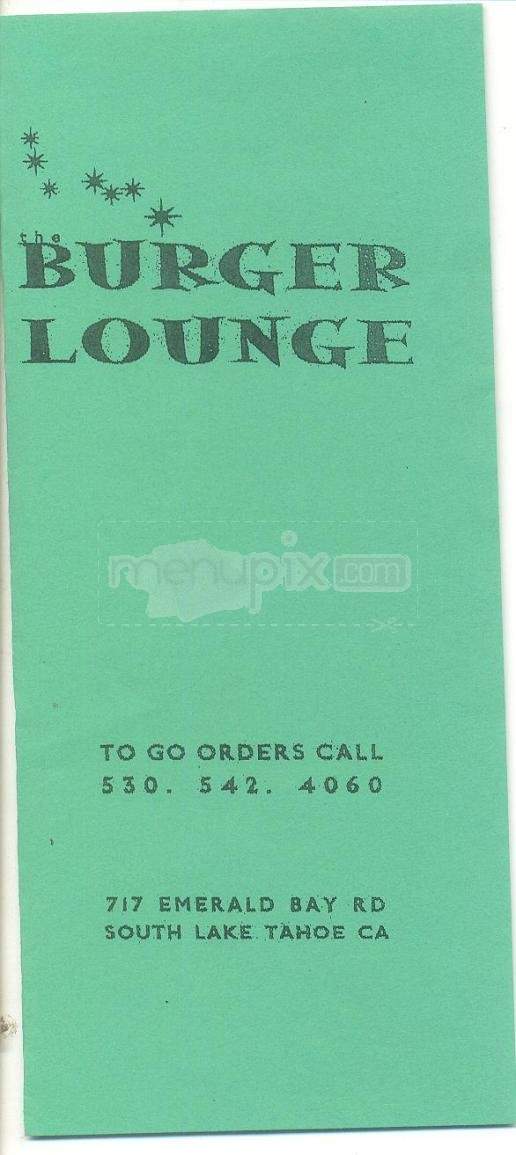 the
BURGER
LOUNGE
menupix.com
TO GO ORDERS CALL
530. 542. 4060
717 EMERALD BAY RD
SOUTH LAKE TAHOE CA